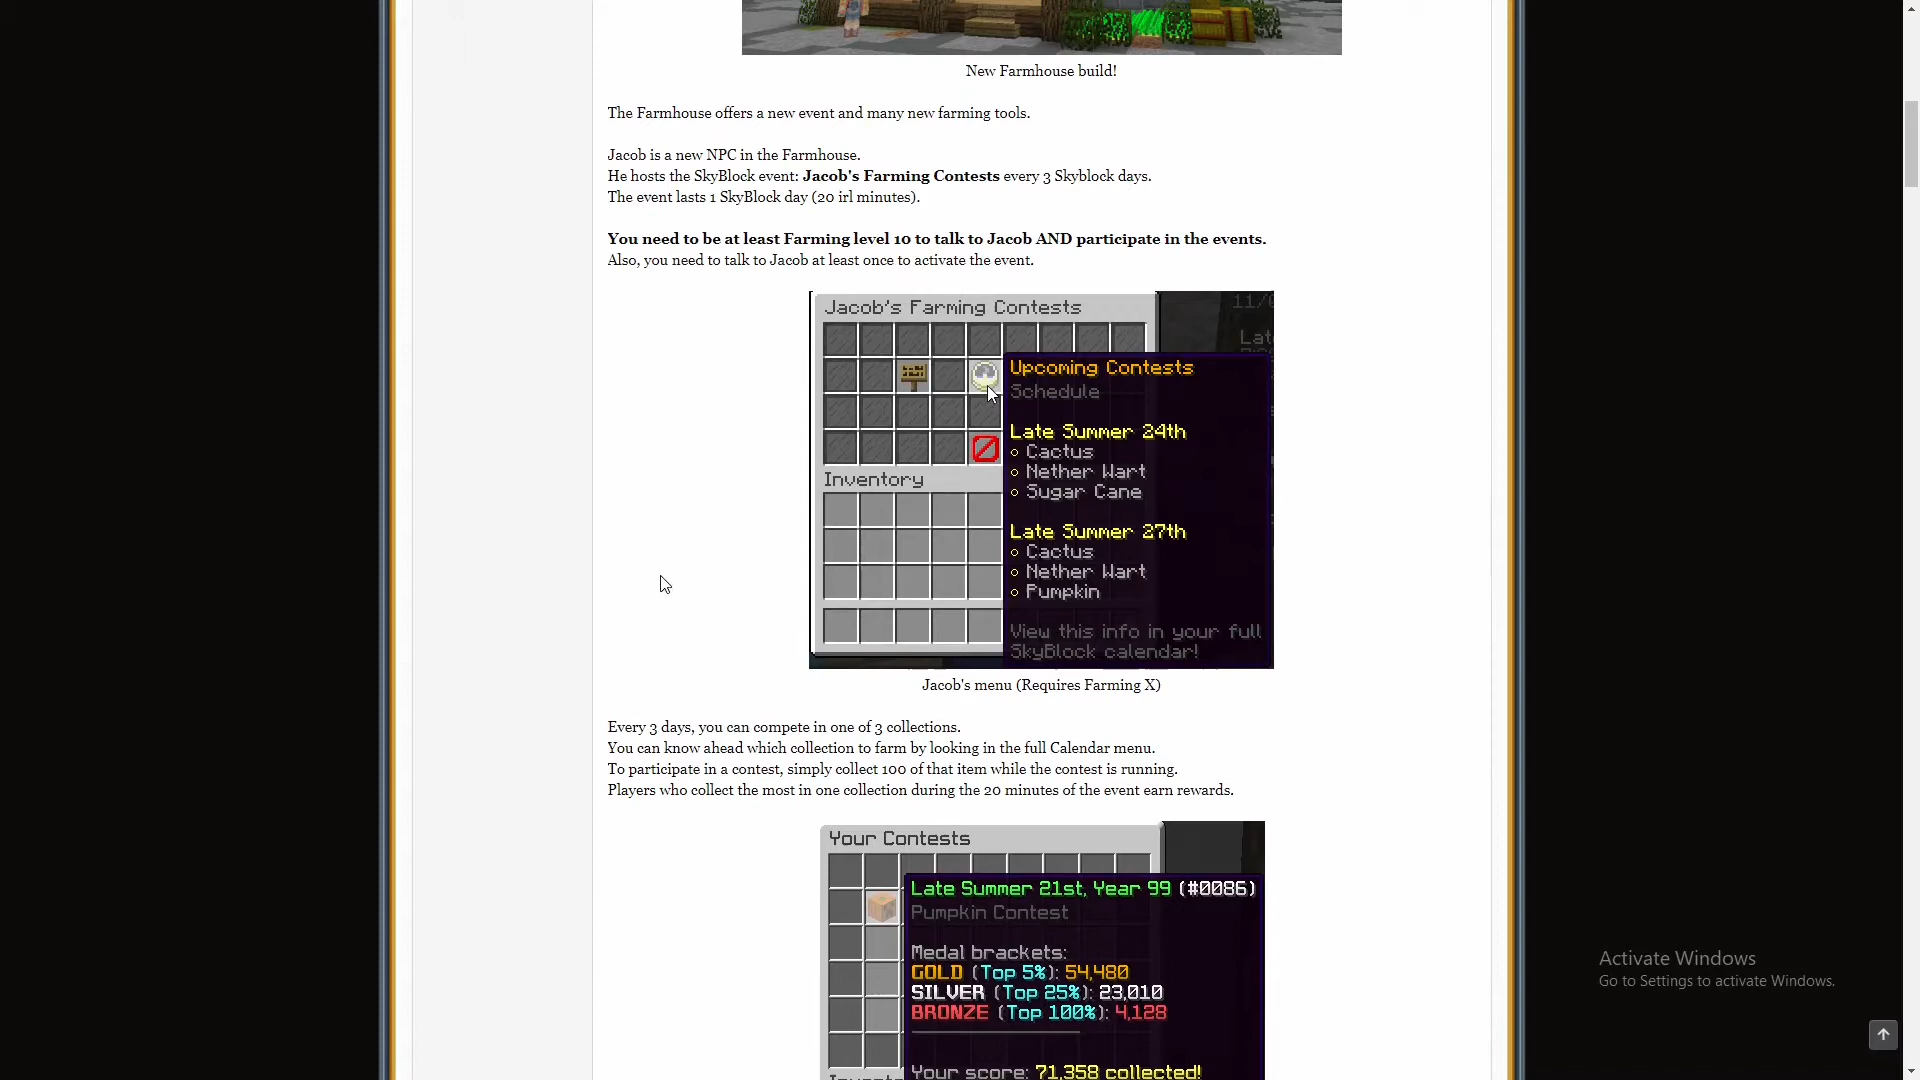 New Farmhouse build!
The Farmhouse offers a new event and many new farming tools.
Jacob is a new NPC in the Farmhouse.
He hosts the SkyBlock event: Jacob's Farming Contests every 3 Skyblock days.
The event lasts 1 SkyBlock day (20 irl minutes).
You need to be at least Farming level 10 to talk to Jacob AND participate in the events.
Also, you need to talk to Jacob at least once to activate the event.
Jacob's Farming Contests
Upcoming Contests
Schedule
Late Summer 24th
○ Cactus
○ Nether Wart
○ Sugar Cane
Inventory
Late Summer 27th
○ Cactus
○ Nether Wart
○ Pumpkin
View this info in your full
SkyBlock calendar!
Jacob's menu (Requires Farming X)
Every 3 days, you can compete in one of 3 collections.
You can know ahead which collection to farm by looking in the full Calendar menu.
To participate in a contest, simply collect 100 of that item while the contest is running.
Players who collect the most in one collection during the 20 minutes of the event earn rewards.
Your Contests
Late Summer 21st, Year 99 (#0086)
Pumpkin Contest
Medal brackets:
GOLD (Top 5%): 54,480
SILVER (Top 25%): 23,010
BRONZE (Top 100%): 4,128
Your score: 71,358 collected!
Activate Windows
Go to Settings to activate Windows.